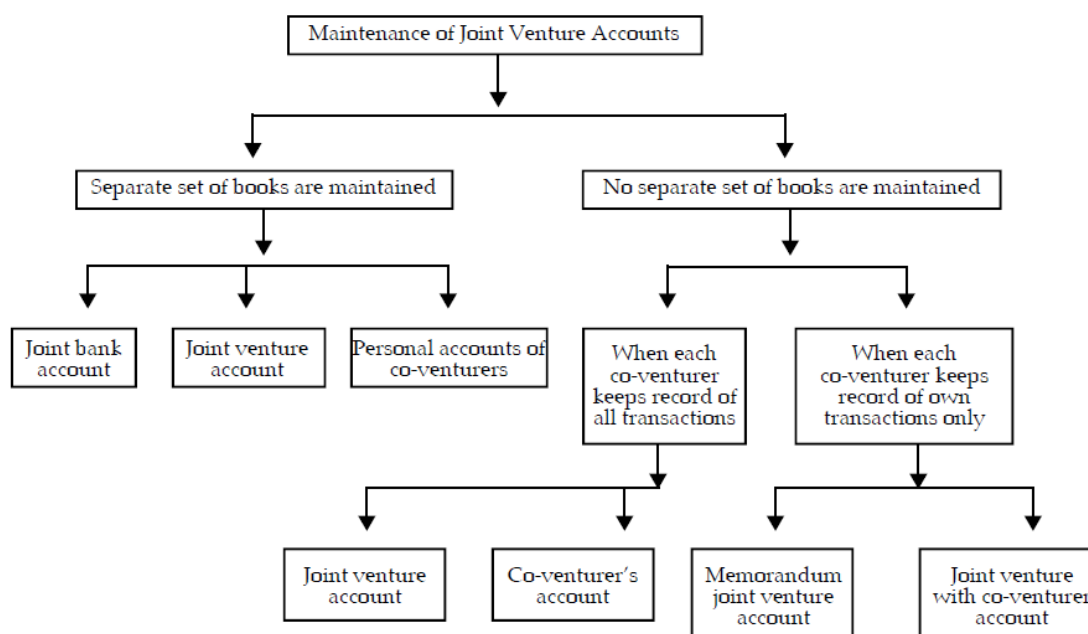 Maintenance of Joint Venture Accounts
Separate set of books are maintained
No separate set of books are maintained
Joint bank
account
Joint venture
account
Personal accounts of
co-venturers
When each
co-venturer
keeps record of
all transactions
When each
co-venturer keeps
record of own
transactions only
Joint venture
account
Co-venturer's
account
Memorandum
joint venture
account
Joint venture
with co-venturer
account